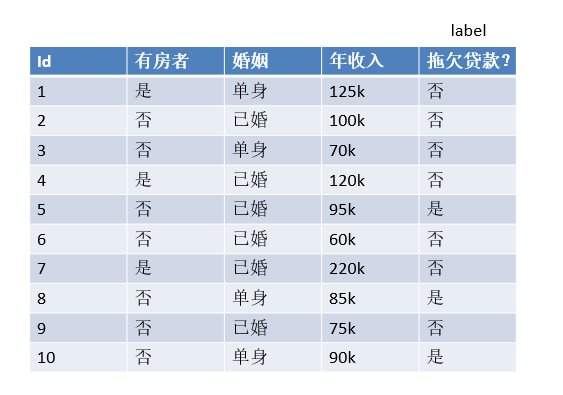 label
Id 有房者 婚姻 年收入 拖欠贷款?
1 是 单身 125k 否
2 否 已婚 100k 否
3 否 单身 70k 否
4 是 已婚 120k 否
5 否 已婚 95k 是
6 否 已婚 60k 否
7 是 已婚 220k 否
8 否 单身 85k 是
9 否 已婚 75k 否
10 否 单身 90k 是